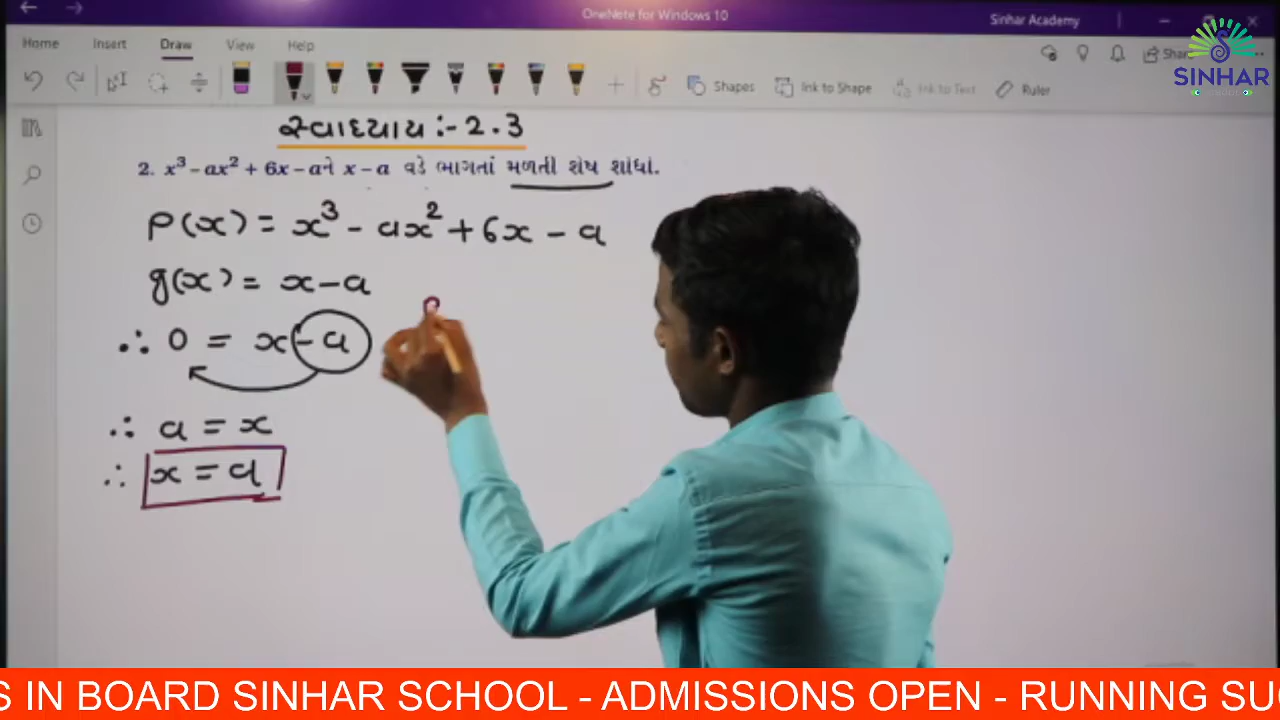 OneNote for Windows 10
Sinhar Academy
Home Insert Draw View Help
Share
Shapes Ink to Shape Ink to Text Ruler
SINHAR
સ્વાધ્યાય :- 2.3
2. x³ – ax² + 6x – aને x – a વડે ભાગતાં મળતી શેષ શોધો.
P(x) = x³ - ax² + 6x - a
g(x) = x - a
∴ 0 = x - a
∴ a = x
∴ x = a
S IN BOARD SINHAR SCHOOL - ADMISSIONS OPEN - RUNNING SU